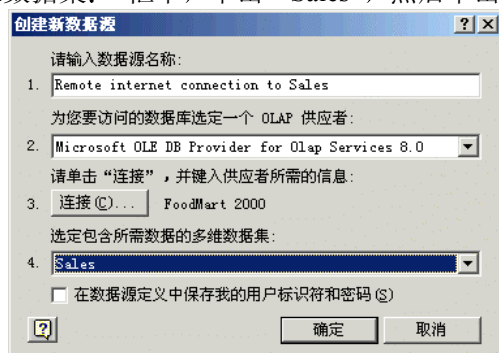 数据集:" 框中, 单击 "Sales", 然后单击
创建新数据源
请输入数据源名称:
1. Remote internet connection to Sales
为您要访问的数据库选定一个 OLAP 供应者:
2. Microsoft OLE DB Provider for Olap Services 8.0
请单击“连接”，并键入供应者所需的信息:
3. 连接(C)... FoodMart 2000
选定包含所需数据的多维数据集:
4. Sales
在数据源定义中保存我的用户标识符和密码(S)
确定 取消